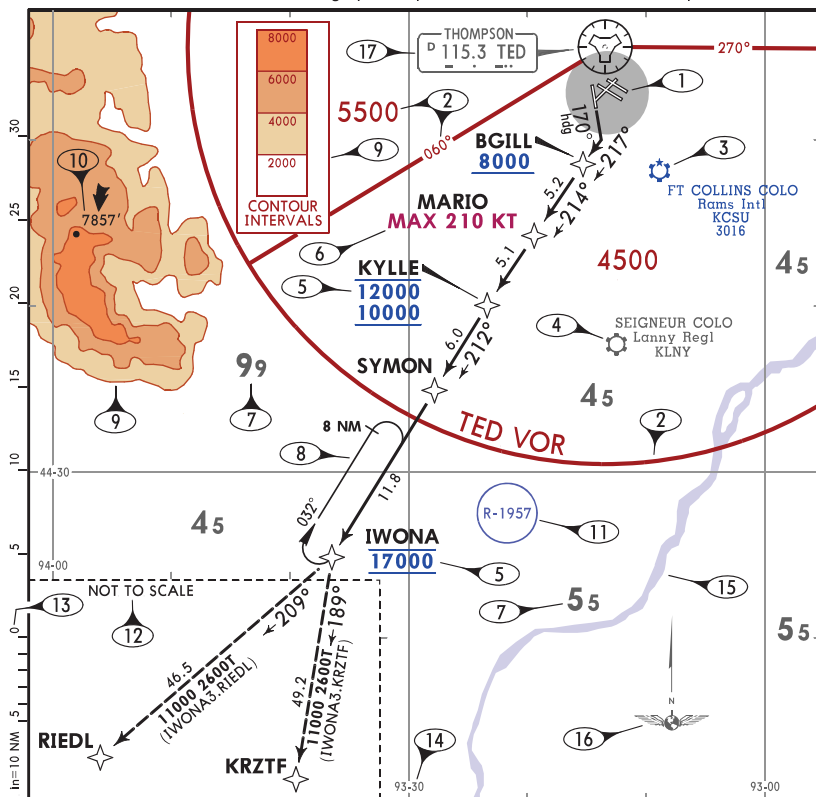 8000
6000
4000
2000
CONTOUR
INTERVALS
17
THOMPSON
D 115.3 TED
270°
1
5500
2
060°
9
170°
hdg
BGILL
8000
217°
3
FT COLLINS COLO
Rams Intl
KCSU
3016
10
7857'
30
25
20
15
10
5
0
5
in=10 NM
MARIO
MAX 210 KT
5.2
214°
6
5.1
4500
45
KYLLE
12000
10000
5
6.0
212°
4
SEIGNEUR COLO
Lanny Regl
KLNY
SYMON
99
7
9
45
TED VOR
2
8 NM
8
11.8
032°
44-30
45
R-1957
11
IWONA
17000
5
94-00
NOT TO SCALE
13
12
209°
189°
7
55
15
55
46.5
11000 2600T
(IWONA3.RIEDL)
49.2
11000 2600T
(IWONA3.KRZTF)
RIEDL
KRZTF
14
N
16
93-30
93-00